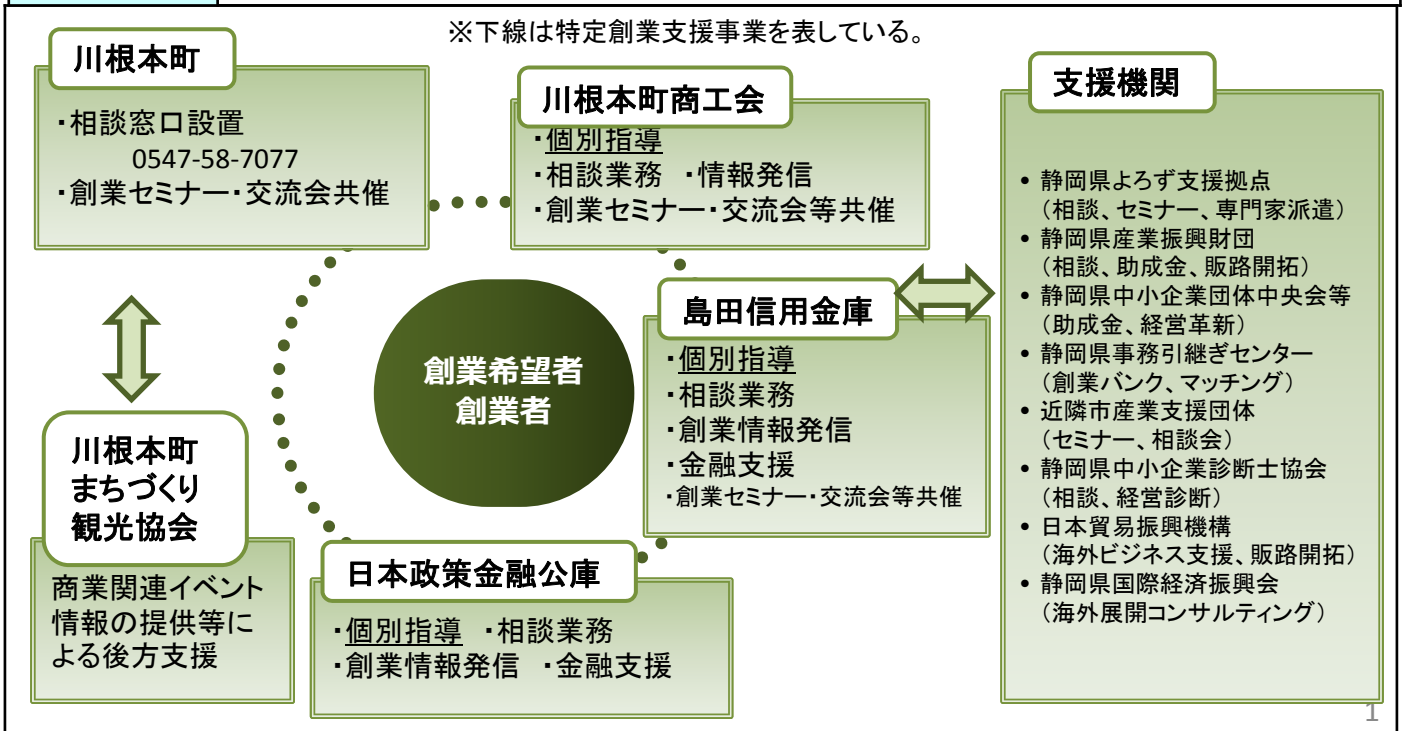 ※下線は特定創業支援事業を表している。
川根本町
・相談窓口設置
0547-58-7077
・創業セミナー・交流会共催
川根本町商工会
・個別指導
・相談業務 ・情報発信
・創業セミナー・交流会等共催
支援機関
• 静岡県よろず支援拠点
（相談、セミナー、専門家派遣）
• 静岡県産業振興財団
（相談、助成金、販路開拓）
• 静岡県中小企業団体中央会等
（助成金、経営革新）
• 静岡県事務引継ぎセンター
（創業バンク、マッチング）
• 近隣市産業支援団体
（セミナー、相談会）
• 静岡県中小企業診断士協会
（相談、経営診断）
• 日本貿易振興機構
（海外ビジネス支援、販路開拓）
• 静岡県国際経済振興会
（海外展開コンサルティング）
島田信用金庫
・個別指導
・相談業務
・創業情報発信
・金融支援
・創業セミナー・交流会等共催
創業希望者
創業者
川根本町
まちづくり
観光協会
商業関連イベント
情報の提供等に
よる後方支援
日本政策金融公庫
・個別指導 ・相談業務
・創業情報発信 ・金融支援
1